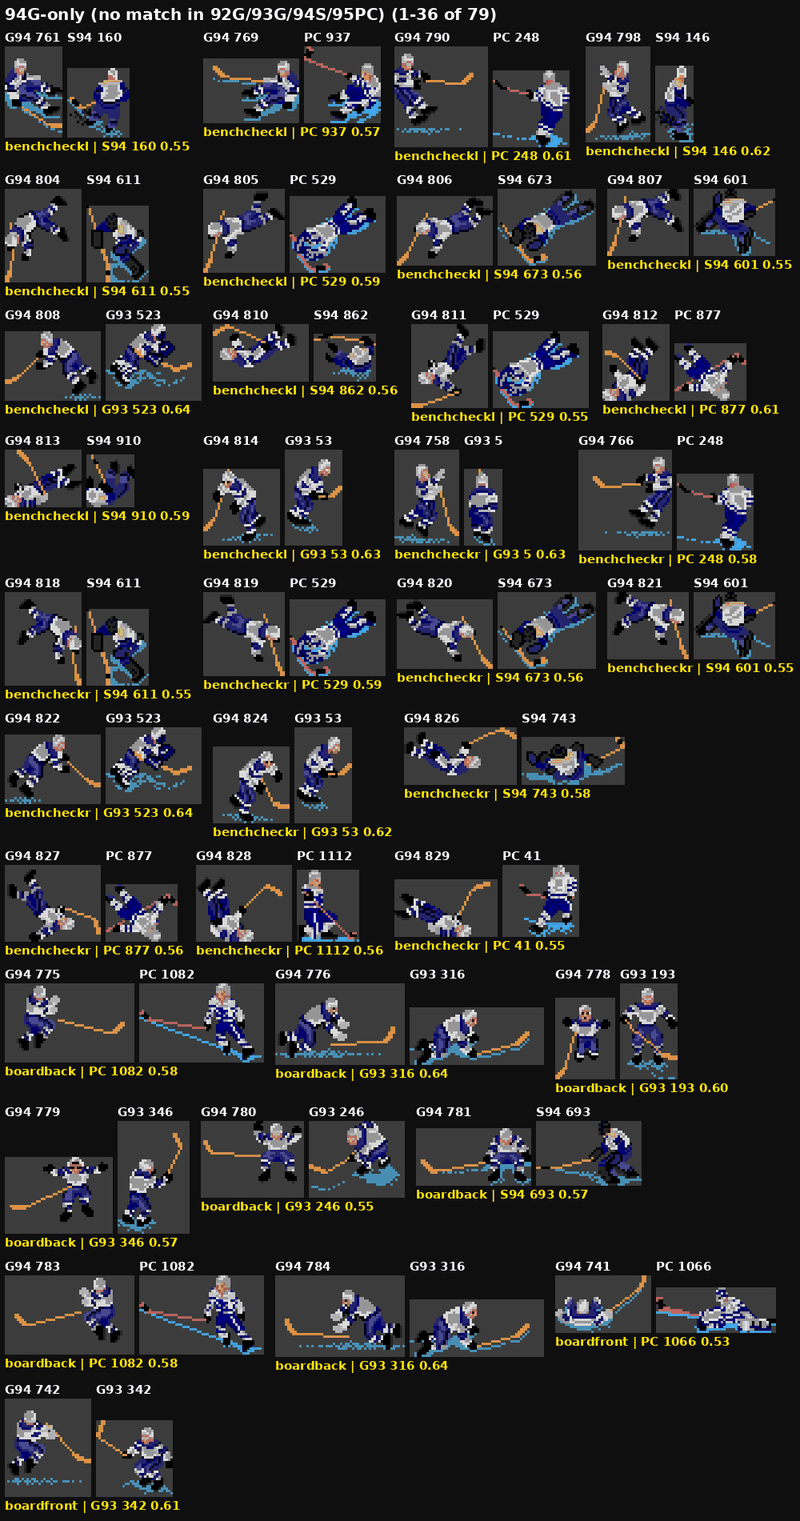 94G-only (no match in 92G/93G/94S/95PC) (1-36 of 79)
G94 761 S94 160 G94 769 PC 937 G94 790 PC 248 G94 798 S94 146
benchcheckl | S94 160 0.55 benchcheckl | PC 937 0.57 benchcheckl | PC 248 0.61 benchcheckl | S94 146 0.62
G94 804 S94 611 G94 805 PC 529 G94 806 S94 673 G94 807 S94 601
benchcheckl | S94 611 0.55 benchcheckl | PC 529 0.59 benchcheckl | S94 673 0.56 benchcheckl | S94 601 0.55
G94 808 G93 523 G94 810 S94 862 G94 811 PC 529 G94 812 PC 877
benchcheckl | G93 523 0.64 benchcheckl | S94 862 0.56 benchcheckl | PC 529 0.55 benchcheckl | PC 877 0.61
G94 813 S94 910 G94 814 G93 53 G94 758 G93 5 G94 766 PC 248
benchcheckl | S94 910 0.59 benchcheckl | G93 53 0.63 benchcheckr | G93 5 0.63 benchcheckr | PC 248 0.58
G94 818 S94 611 G94 819 PC 529 G94 820 S94 673 G94 821 S94 601
benchcheckr | S94 611 0.55 benchcheckr | PC 529 0.59 benchcheckr | S94 673 0.56 benchcheckr | S94 601 0.55
G94 822 G93 523 G94 824 G93 53 G94 826 S94 743
benchcheckr | G93 523 0.64 benchcheckr | G93 53 0.62 benchcheckr | S94 743 0.58
G94 827 PC 877 G94 828 PC 1112 G94 829 PC 41
benchcheckr | PC 877 0.56 benchcheckr | PC 1112 0.56 benchcheckr | PC 41 0.55
G94 775 PC 1082 G94 776 G93 316 G94 778 G93 193
boardback | PC 1082 0.58 boardback | G93 316 0.64 boardback | G93 193 0.60
G94 779 G93 346 G94 780 G93 246 G94 781 S94 693
boardback | G93 346 0.57 boardback | G93 246 0.55 boardback | S94 693 0.57
G94 783 PC 1082 G94 784 G93 316 G94 741 PC 1066
boardback | PC 1082 0.58 boardback | G93 316 0.64 boardfront | PC 1066 0.53
G94 742 G93 342
boardfront | G93 342 0.61